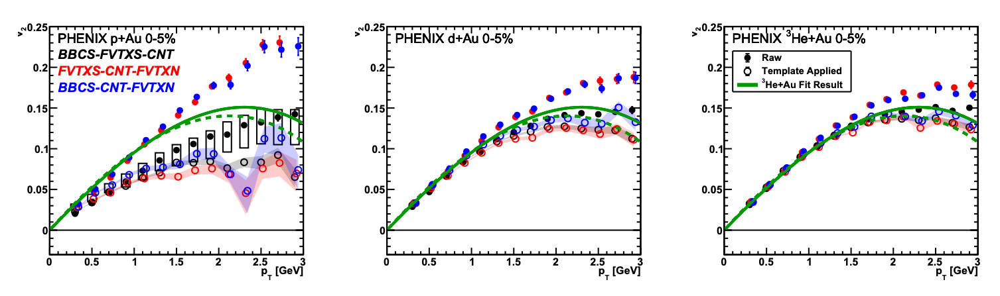 v2
0.25
0.2
0.15
0.1
0.05
0
PHENIX p+Au 0-5%
BBCS-FVTXS-CNT
FVTXS-CNT-FVTXN
BBCS-CNT-FVTXN
0 0.5 1 1.5 2 2.5 3
pT [GeV]
v2
0.25
0.2
0.15
0.1
0.05
0
PHENIX d+Au 0-5%
0 0.5 1 1.5 2 2.5 3
pT [GeV]
v2
0.25
0.2
0.15
0.1
0.05
0
PHENIX ³He+Au 0-5%
Raw
Template Applied
³He+Au Fit Result
0 0.5 1 1.5 2 2.5 3
pT [GeV]